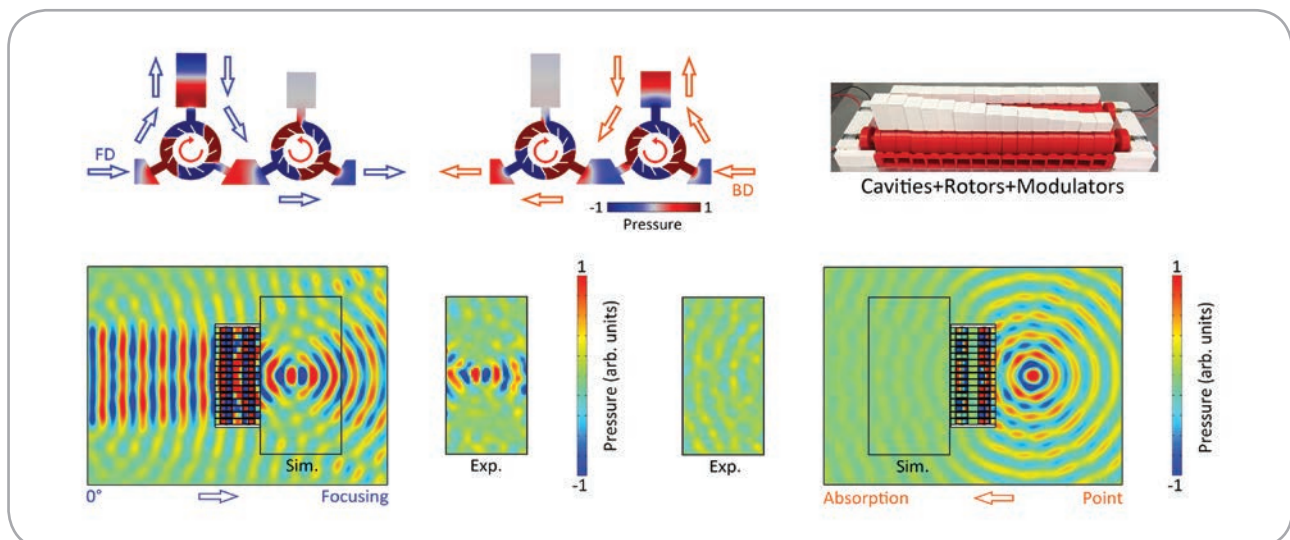 FD
BD
-1
1
Pressure
Cavities+Rotors+Modulators
Sim.
0°
Focusing
Exp.
1
Pressure (arb. units)
-1
Exp.
Sim.
Absorption
Point
1
Pressure (arb. units)
-1